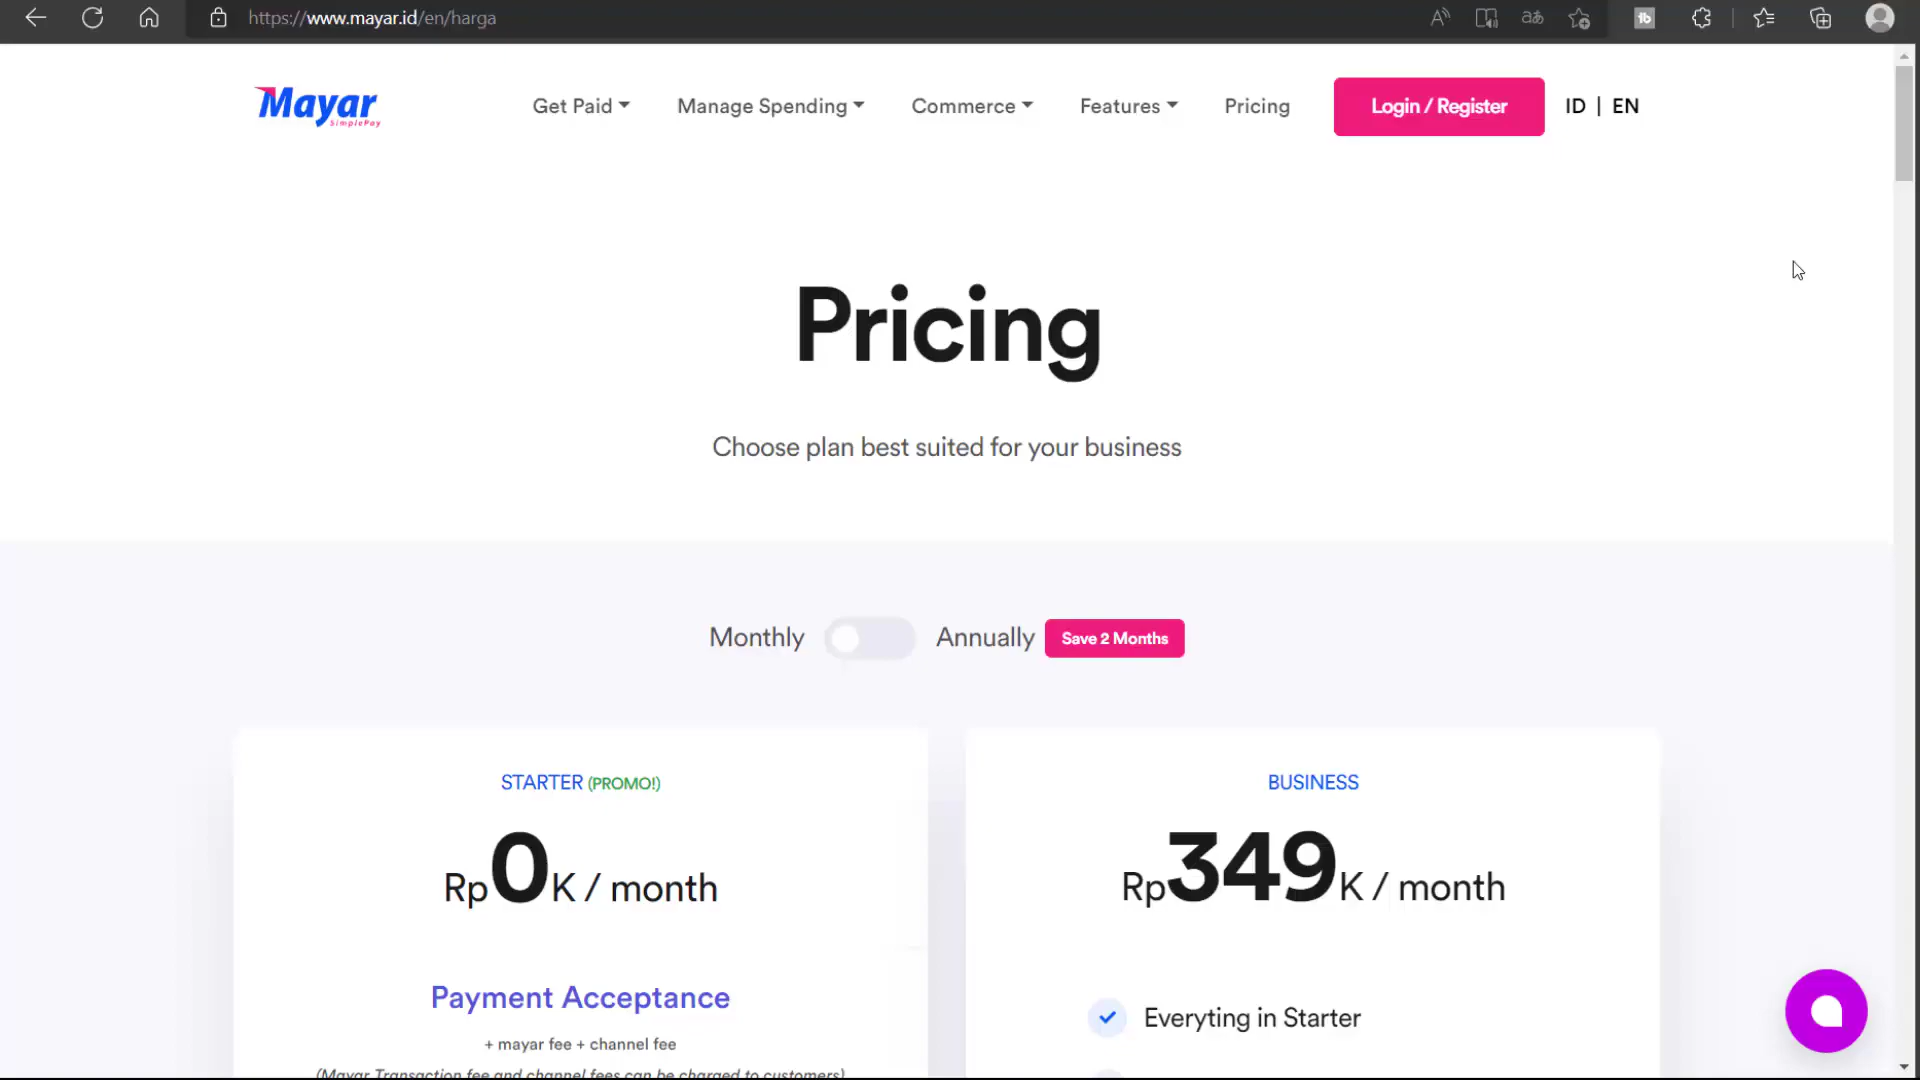 https://www.mayar.id/en/harga
Mayar
SimplePay
Get Paid
Manage Spending
Commerce
Features
Pricing
Login / Register
ID | EN
Pricing
Choose plan best suited for your business
Monthly
Annually
Save 2 Months
STARTER (PROMO!)
Rp0K / month
Payment Acceptance
+ mayar fee + channel fee
(Mayar Transaction fee and channel fees can be charged to customers)
BUSINESS
Rp349K / month
Everyting in Starter